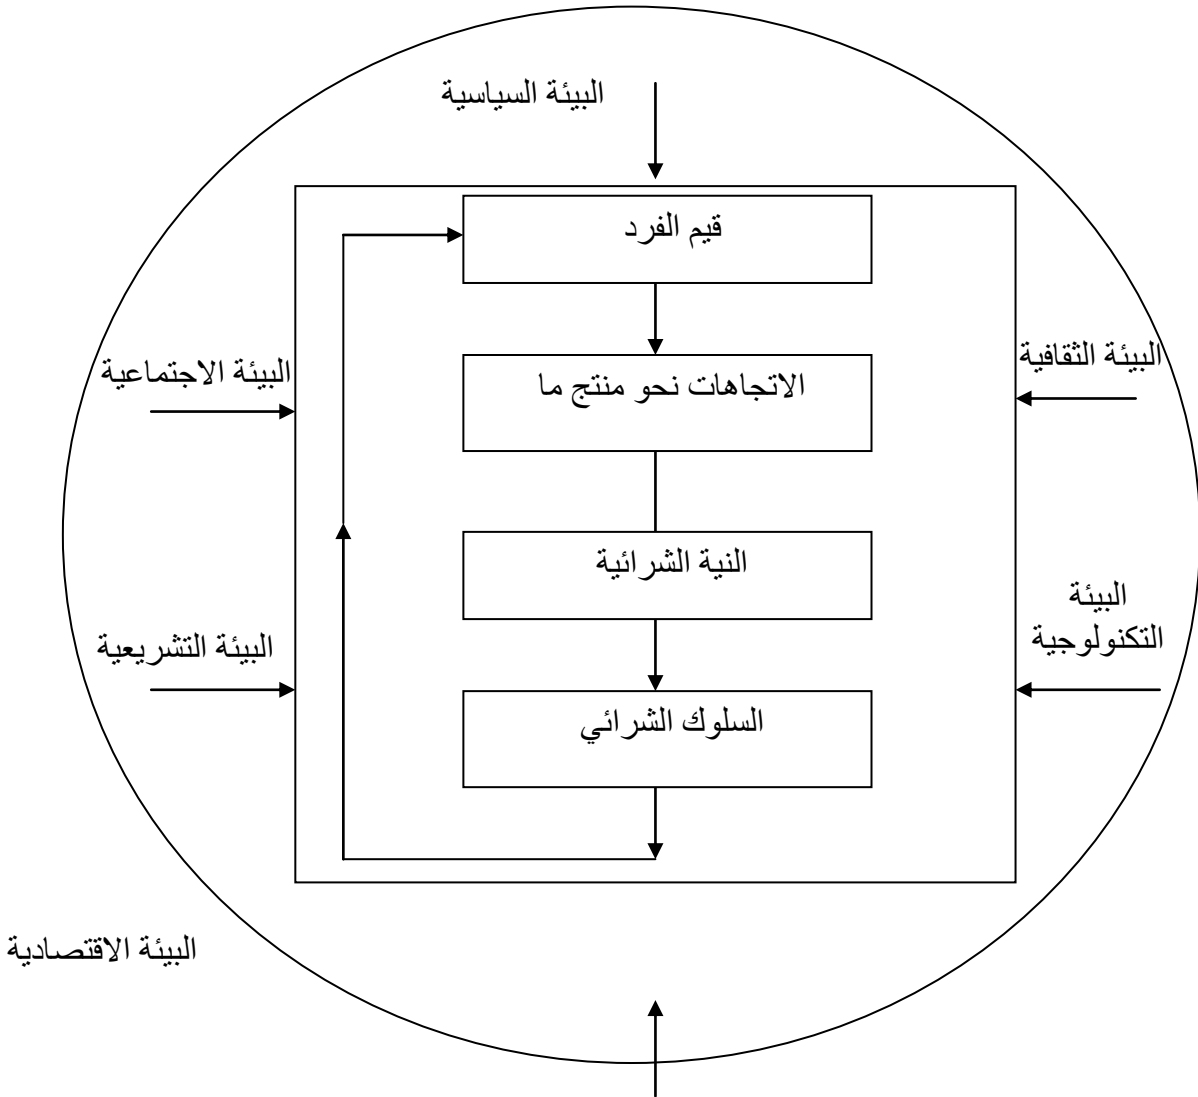 البيئة السياسية
قيم الفرد
البيئة الثقافية
البيئة الاجتماعية
الاتجاهات نحو منتج ما
النية الشرائية
البيئة
التكنولوجية
البيئة التشريعية
السلوك الشرائي
البيئة الاقتصادية